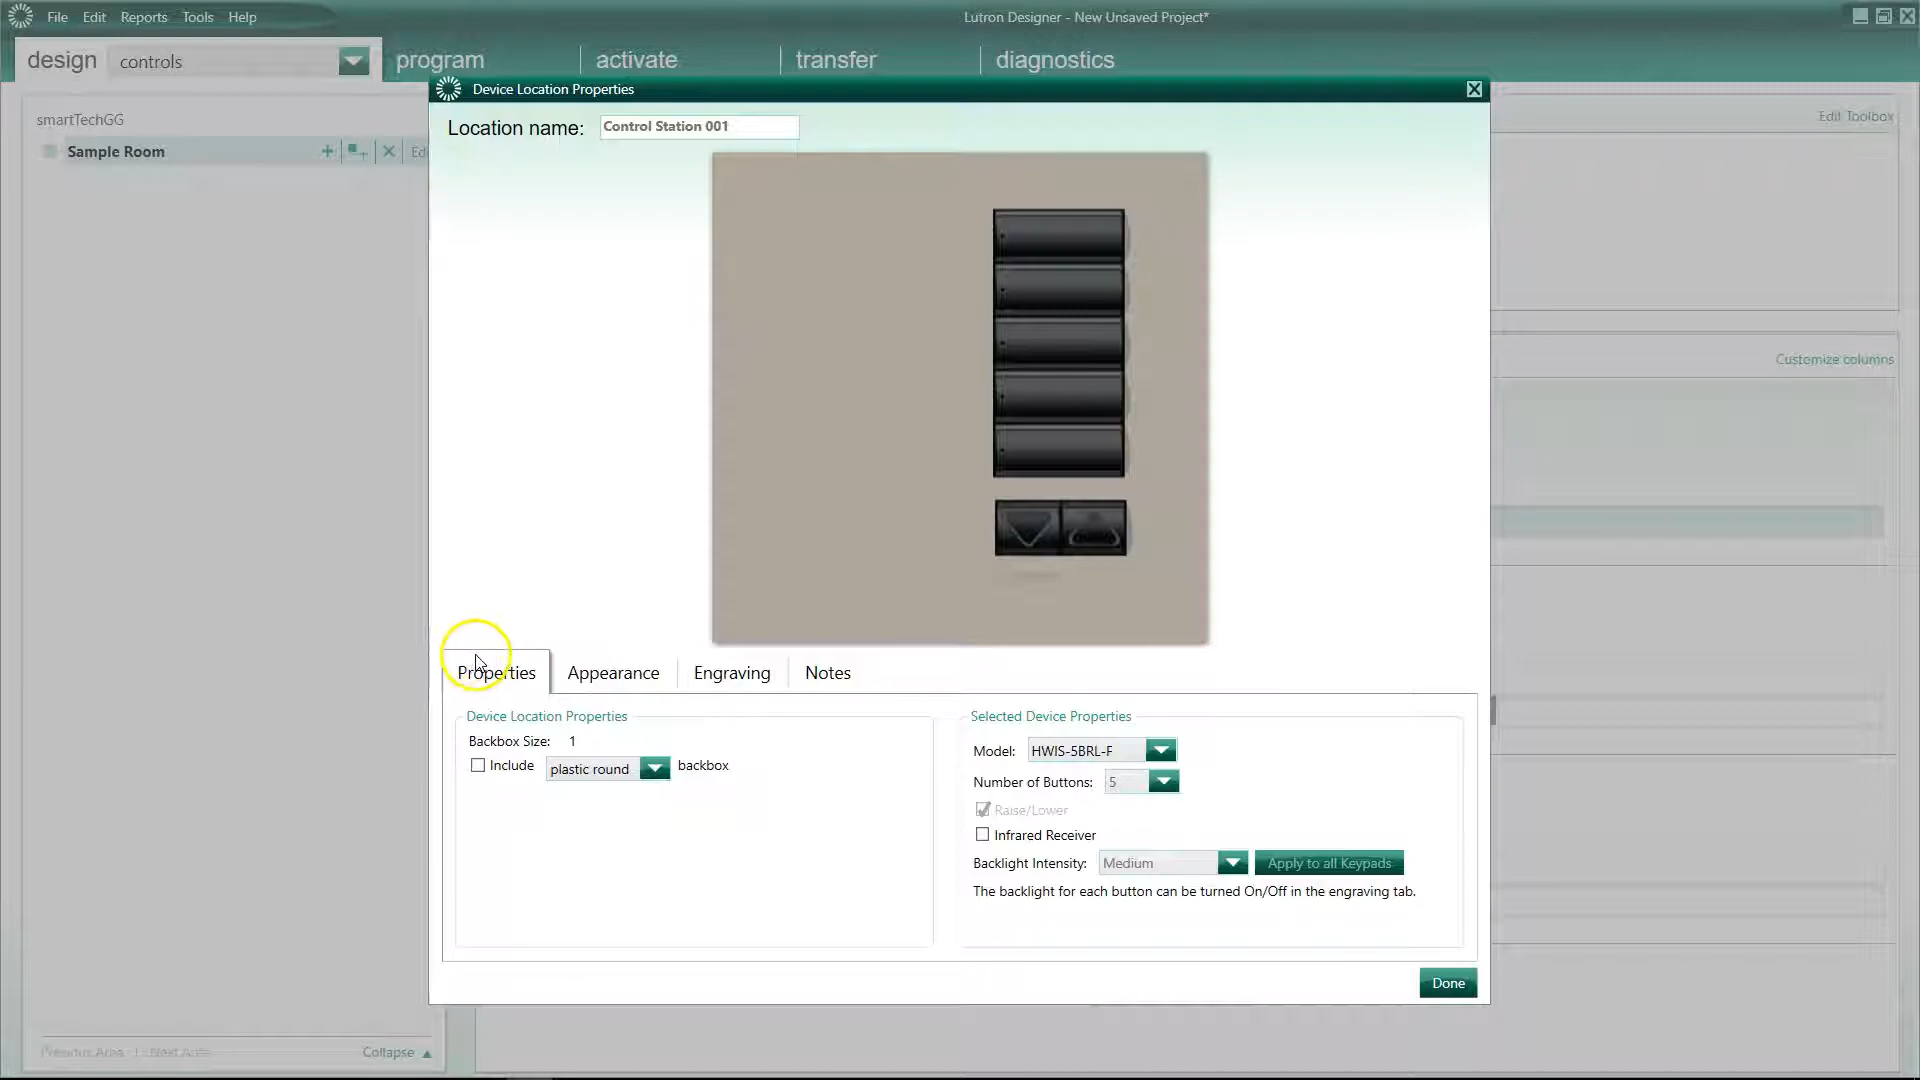 File Edit Reports Tools Help
Lutron Designer - New Unsaved Project*
design controls program activate transfer diagnostics
Device Location Properties
smartTechGG
Edit Toolbox
Location name: Control Station 001
Sample Room
Customize columns
Properties Appearance Engraving Notes
Device Location Properties
Backbox Size: 1
Include plastic round backbox
Selected Device Properties
Model: HWIS-5BRL-F
Number of Buttons: 5
Raise/Lower
Infrared Receiver
Backlight Intensity: Medium Apply to all Keypads
The backlight for each button can be turned On/Off in the engraving tab.
Done
Previous Area | Next Area Collapse